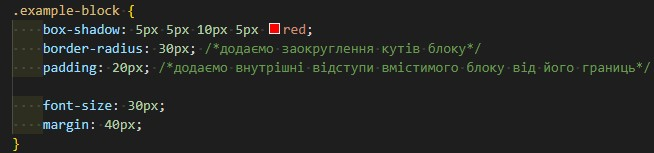 .example-block {
    box-shadow: 5px 5px 10px 5px red;
    border-radius: 30px; /*додаємо заокруглення кутів блоку*/
    padding: 20px; /*додаємо внутрішні відступи вмістимого блоку від його границь*/

    font-size: 30px;
    margin: 40px;
}